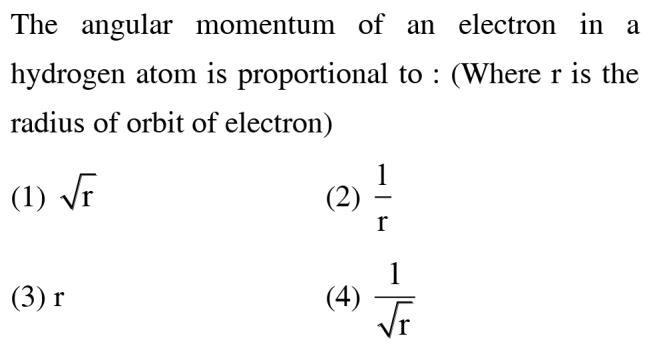 The angular momentum of an electron in a
hydrogen atom is proportional to : (Where r is the
radius of orbit of electron)
(1) √r (2) 1/r
(3) r (4) 1/√r